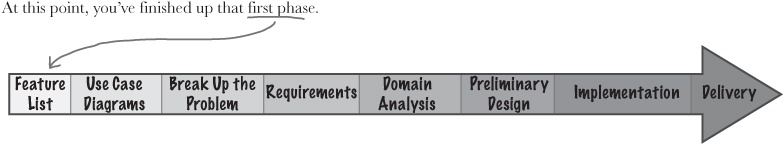 At this point, you've finished up that first phase.
Feature List
Use Case Diagrams
Break Up the Problem
Requirements
Domain Analysis
Preliminary Design
Implementation
Delivery